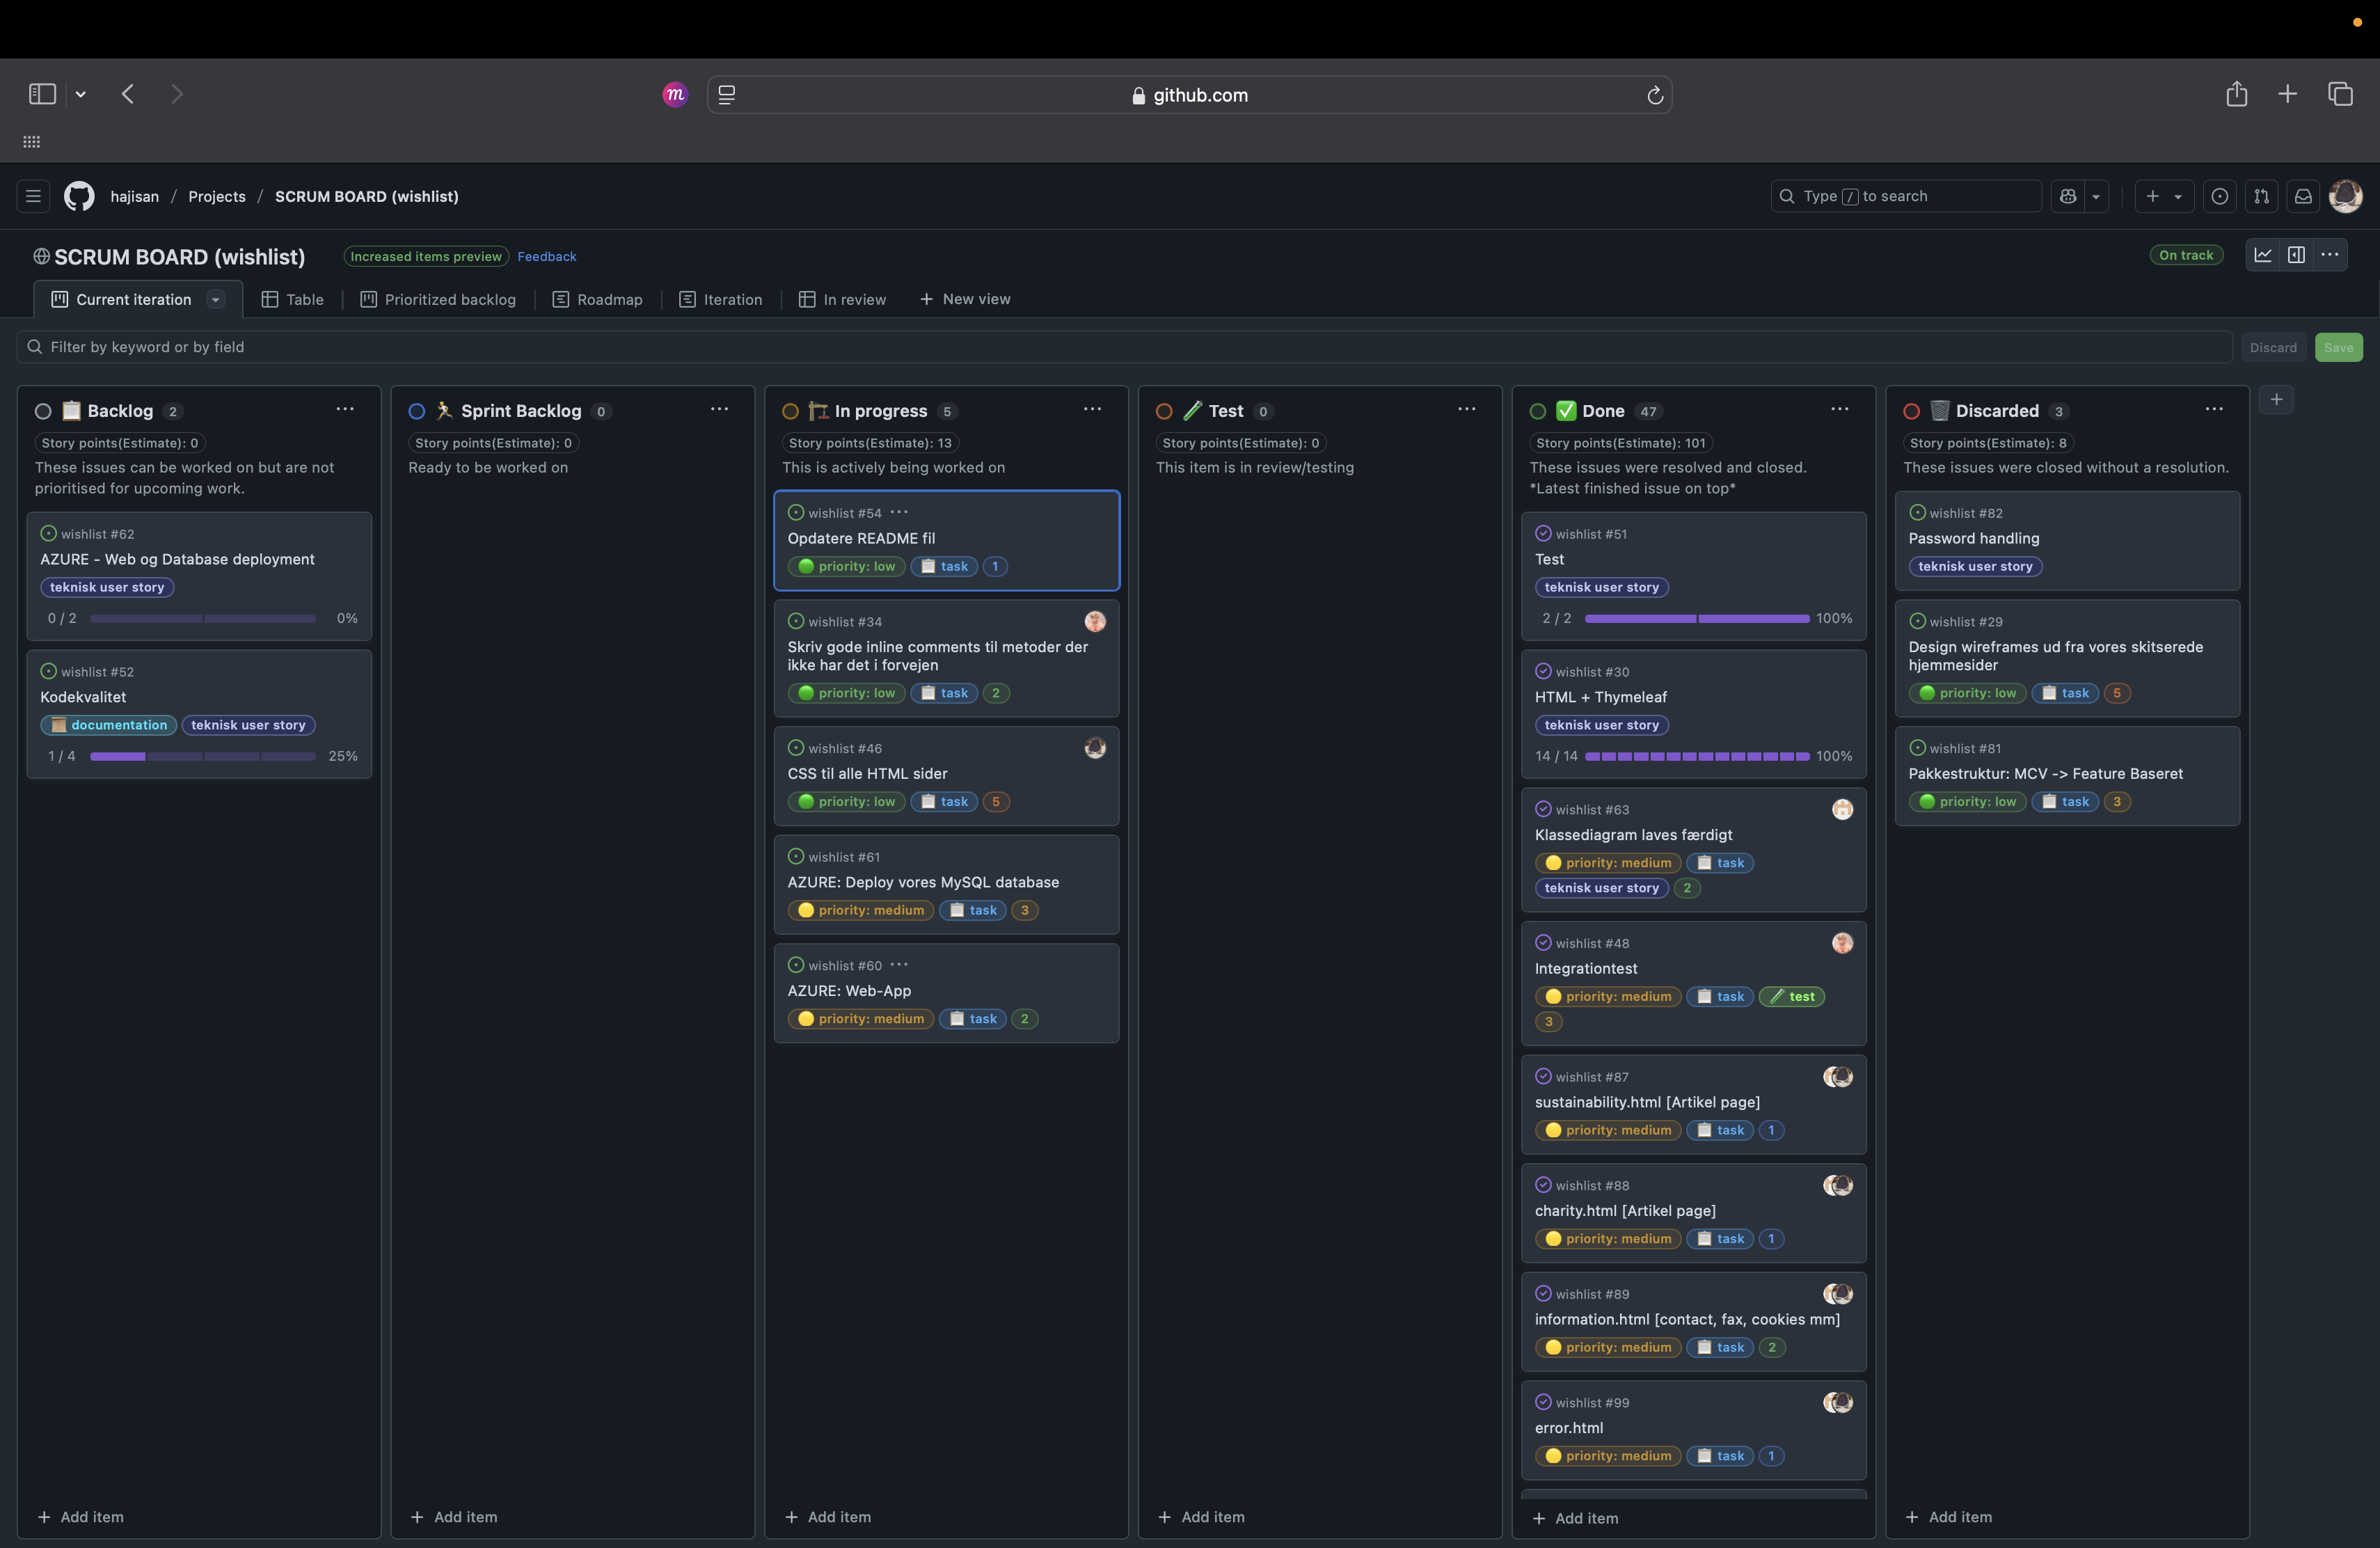 m
github.com
hajisan / Projects / SCRUM BOARD (wishlist)
Type / to search
SCRUM BOARD (wishlist)
Increased items preview
Feedback
On track
Current iteration
Table
Prioritized backlog
Roadmap
Iteration
In review
New view
Filter by keyword or by field
Discard
Save
Backlog 2
Story points(Estimate): 0
These issues can be worked on but are not
prioritised for upcoming work.
wishlist #62
AZURE - Web og Database deployment
teknisk user story
0 / 2 0%
wishlist #52
Kodekvalitet
documentation teknisk user story
1 / 4 25%
Add item
Sprint Backlog 0
Story points(Estimate): 0
Ready to be worked on
Add item
In progress 5
Story points(Estimate): 13
This is actively being worked on
wishlist #54
Opdatere README fil
priority: low task 1
wishlist #34
Skriv gode inline comments til metoder der
ikke har det i forvejen
priority: low task 2
wishlist #46
CSS til alle HTML sider
priority: low task 5
wishlist #61
AZURE: Deploy vores MySQL database
priority: medium task 3
wishlist #60
AZURE: Web-App
priority: medium task 2
Add item
Test 0
Story points(Estimate): 0
This item is in review/testing
Add item
Done 47
Story points(Estimate): 101
These issues were resolved and closed.
*Latest finished issue on top*
wishlist #51
Test
teknisk user story
2 / 2 100%
wishlist #30
HTML + Thymeleaf
teknisk user story
14 / 14 100%
wishlist #63
Klassediagram laves færdigt
priority: medium task
teknisk user story 2
wishlist #48
Integrationtest
priority: medium task test
3
wishlist #87
sustainability.html [Artikel page]
priority: medium task 1
wishlist #88
charity.html [Artikel page]
priority: medium task 1
wishlist #89
information.html [contact, fax, cookies mm]
priority: medium task 2
wishlist #99
error.html
priority: medium task 1
Add item
Discarded 3
Story points(Estimate): 8
These issues were closed without a resolution.
wishlist #82
Password handling
teknisk user story
wishlist #29
Design wireframes ud fra vores skitserede
hjemmesider
priority: low task 5
wishlist #81
Pakkestruktur: MCV -> Feature Baseret
priority: low task 3
Add item